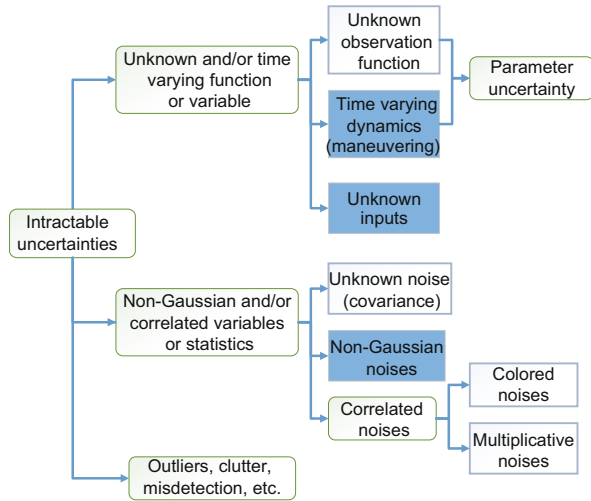 Intractable
uncertainties
Unknown and/or time
varying function
or variable
Unknown
observation
function
Time varying
dynamics
(maneuvering)
Unknown
inputs
Parameter
uncertainty
Non-Gaussian and/or
correlated variables
or statistics
Unknown noise
(covariance)
Non-Gaussian
noises
Correlated
noises
Colored
noises
Multiplicative
noises
Outliers, clutter,
misdetection, etc.